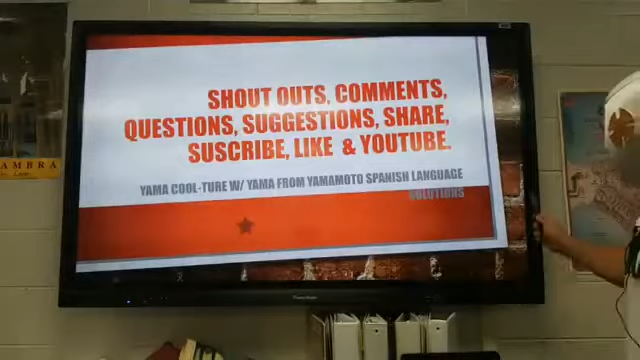 SHOUT OUTS, COMMENTS,
QUESTIONS, SUGGESTIONS, SHARE,
SUSCRIBE, LIKE & YOUTUBE.
YAMA COOL-TURE W/ YAMA FROM YAMAMOTO SPANISH LANGUAGE
SOLUTIONS
AMBRA